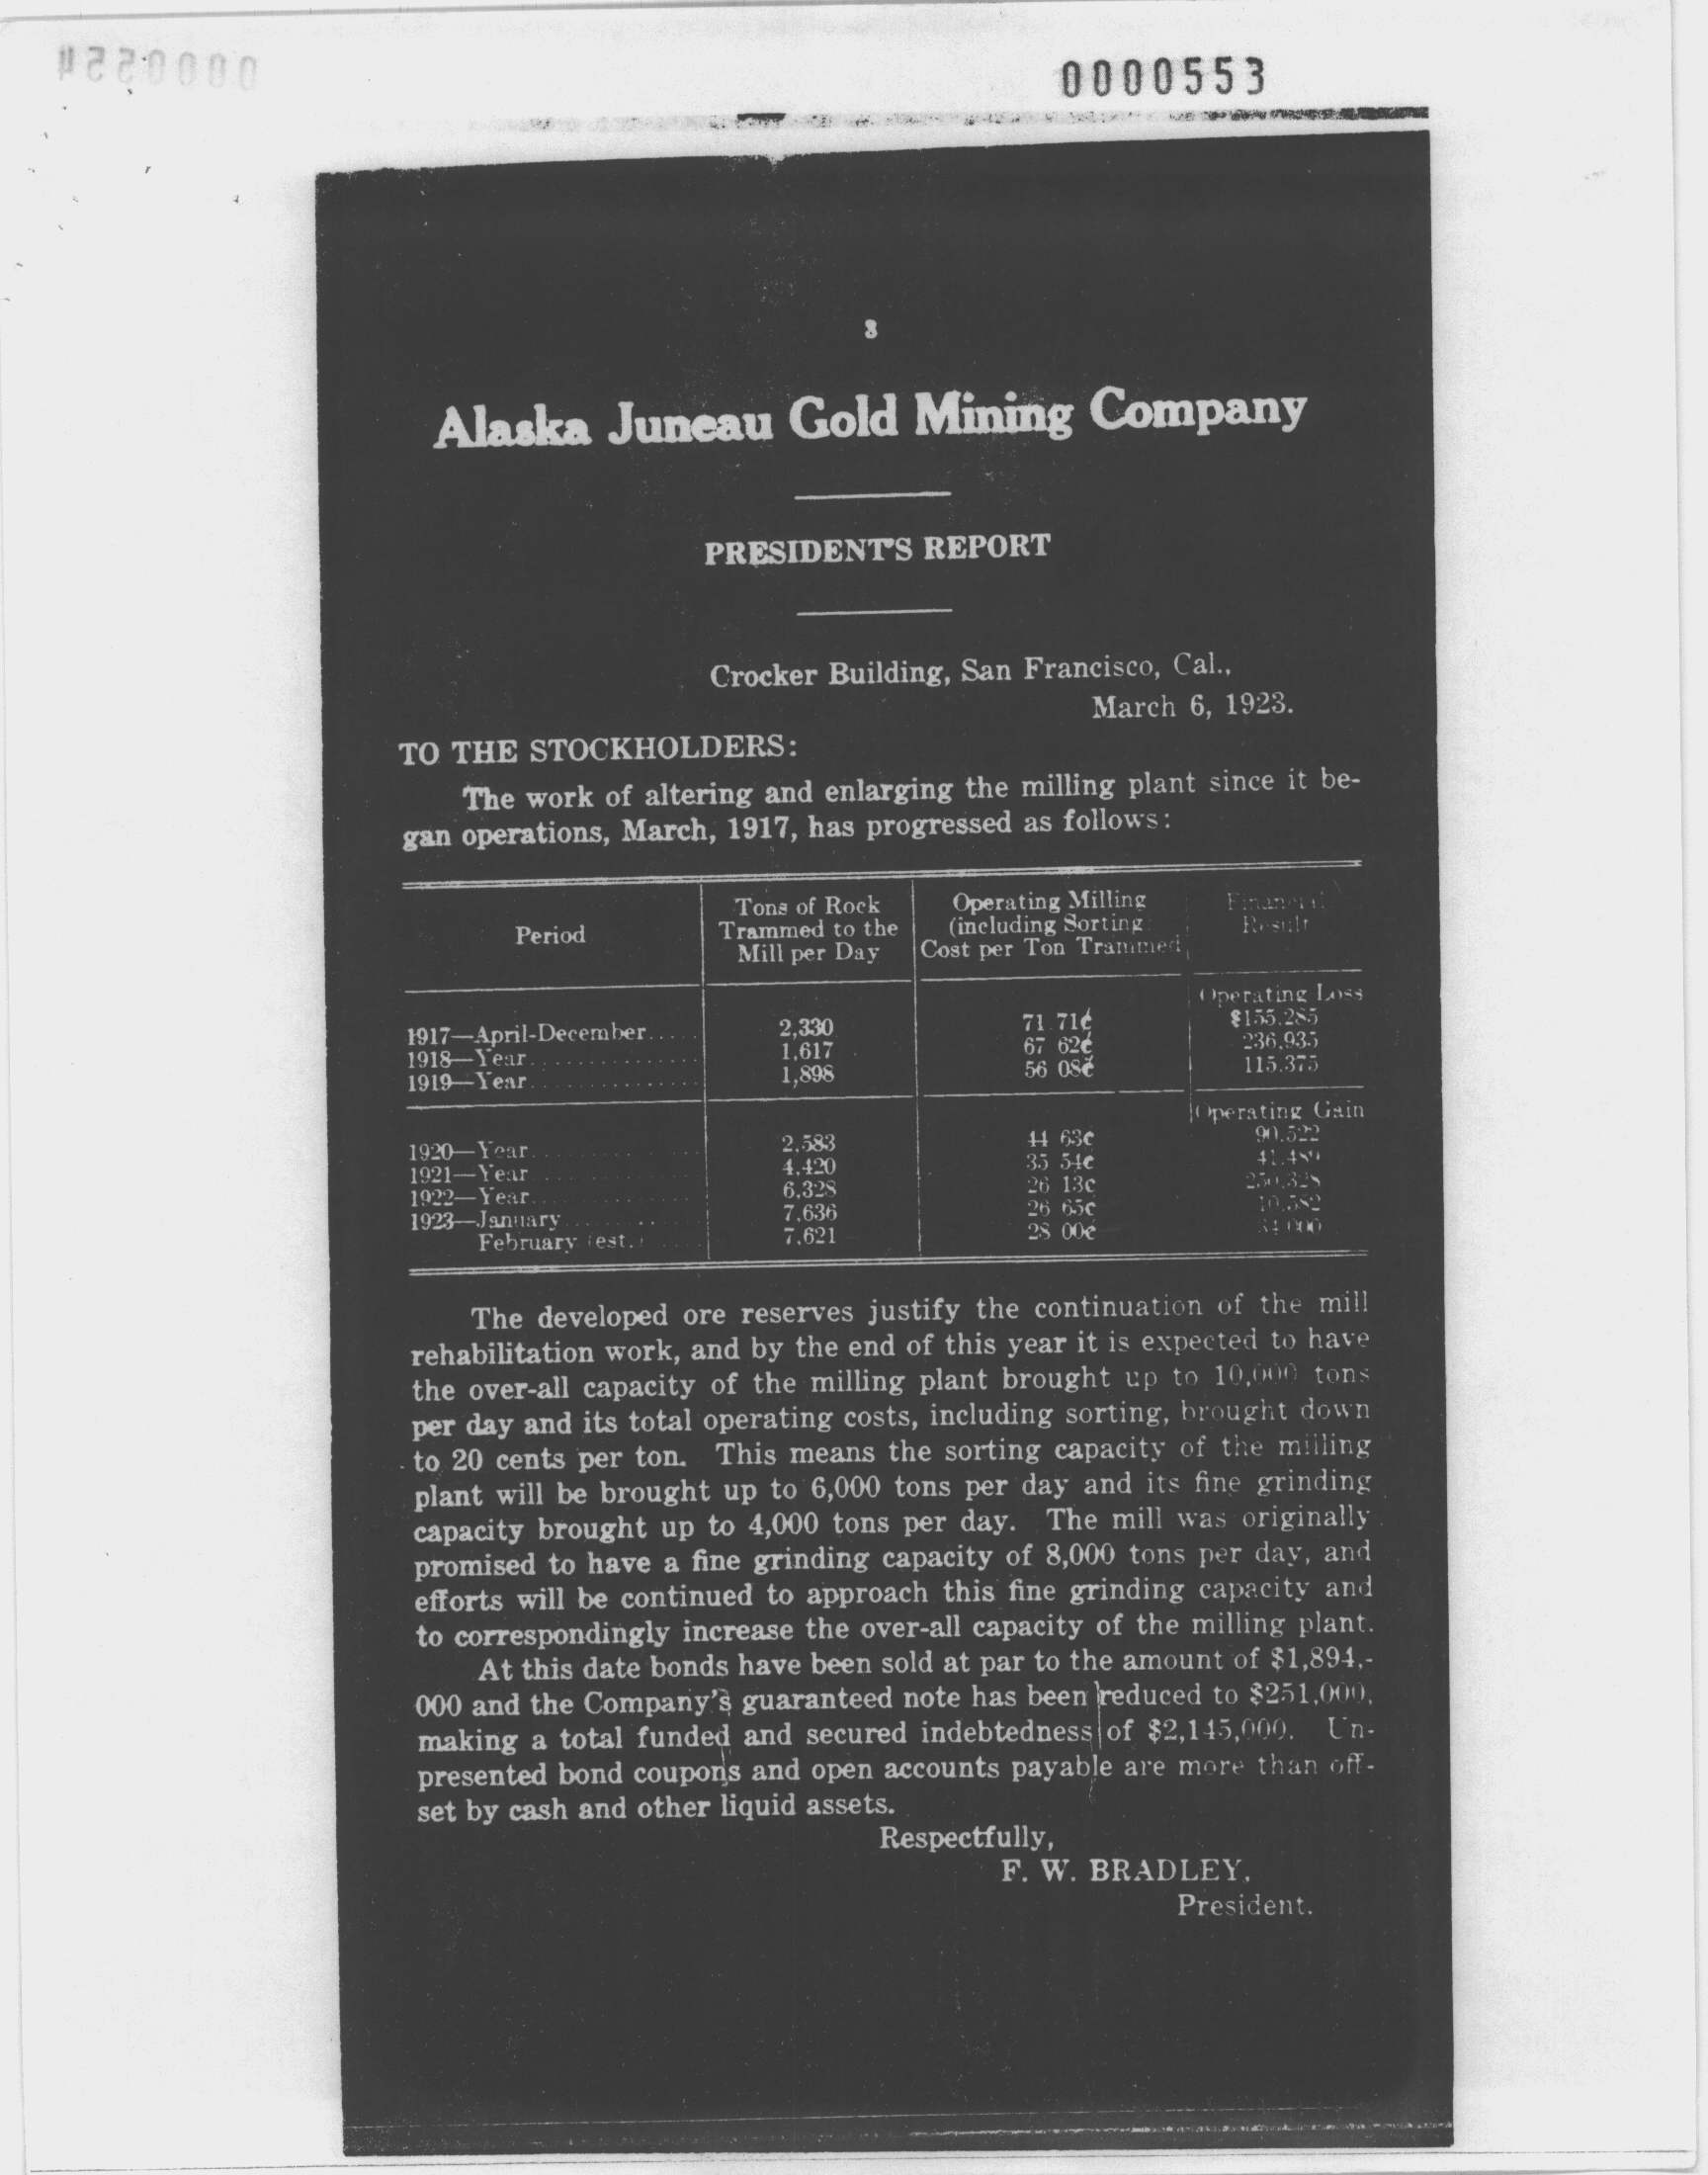 0000553
0000554
8
Alaska Juneau Gold Mining Company
PRESIDENT'S REPORT
Crocker Building, San Francisco, Cal.,
March 6, 1923.
TO THE STOCKHOLDERS:
The work of altering and enlarging the milling plant since it be-
gan operations, March, 1917, has progressed as follows:
Period
Tons of Rock
Trammed to the
Mill per Day
Operating Milling
(including Sorting
Cost per Ton Trammed
Financial
Result
Operating Loss
1917—April-December..... 2,330 71 71¢ $155,285
1918—Year............... 1,617 67 62¢ 236,935
1919—Year............... 1,898 56 08¢ 115,375
Operating Gain
1920—Year............... 2,583 44 63¢ 90,522
1921—Year............... 4,420 35 54¢ 41,489
1922—Year............... 6,328 26 13¢ 250,328
1923—January............ 7,636 26 65¢
February (est.) ..... 7,621 28 00¢ 34,000
The developed ore reserves justify the continuation of the mill
rehabilitation work, and by the end of this year it is expected to have
the over-all capacity of the milling plant brought up to 10,000 tons
per day and its total operating costs, including sorting, brought down
to 20 cents per ton. This means the sorting capacity of the milling
plant will be brought up to 6,000 tons per day and its fine grinding
capacity brought up to 4,000 tons per day. The mill was originally
promised to have a fine grinding capacity of 8,000 tons per day, and
efforts will be continued to approach this fine grinding capacity and
to correspondingly increase the over-all capacity of the milling plant.
At this date bonds have been sold at par to the amount of $1,894,-
000 and the Company's guaranteed note has been reduced to $251,000,
making a total funded and secured indebtedness of $2,145,000. Un-
presented bond coupons and open accounts payable are more than off-
set by cash and other liquid assets.
Respectfully,
F. W. BRADLEY,
President.